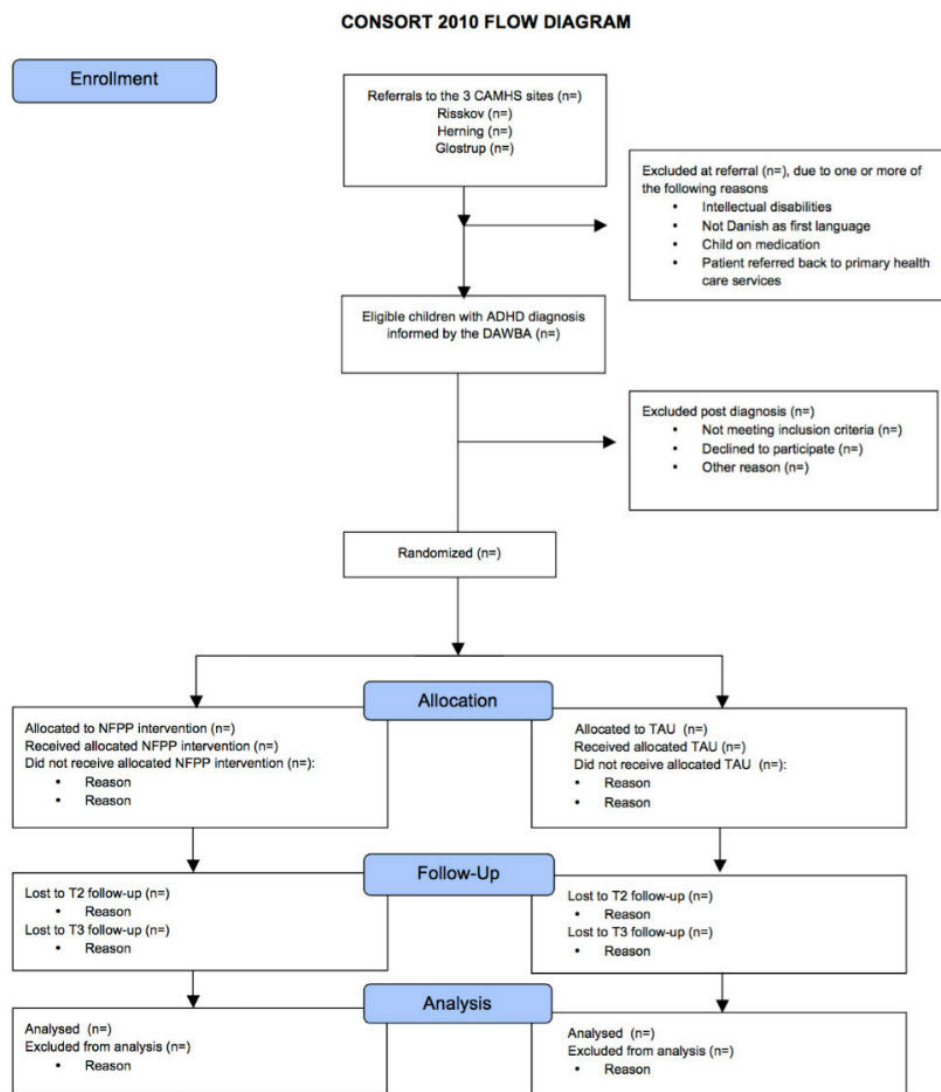 CONSORT 2010 FLOW DIAGRAM
Enrollment
Referrals to the 3 CAMHS sites (n=)
Risskov (n=)
Herning (n=)
Glostrup (n=)
Excluded at referral (n=), due to one or more of
the following reasons
• Intellectual disabilities
• Not Danish as first language
• Child on medication
• Patient referred back to primary health
care services
Eligible children with ADHD diagnosis
informed by the DAWBA (n=)
Excluded post diagnosis (n=)
• Not meeting inclusion criteria (n=)
• Declined to participate (n=)
• Other reason (n=)
Randomized (n=)
Allocation
Allocated to NFPP intervention (n=)
Received allocated NFPP intervention (n=)
Did not receive allocated NFPP intervention (n=):
• Reason
• Reason
Allocated to TAU (n=)
Received allocated TAU (n=)
Did not receive allocated TAU (n=):
• Reason
• Reason
Follow-Up
Lost to T2 follow-up (n=)
• Reason
Lost to T3 follow-up (n=)
• Reason
Lost to T2 follow-up (n=)
• Reason
Lost to T3 follow-up (n=)
• Reason
Analysis
Analysed (n=)
Excluded from analysis (n=)
• Reason
Analysed (n=)
Excluded from analysis (n=)
• Reason